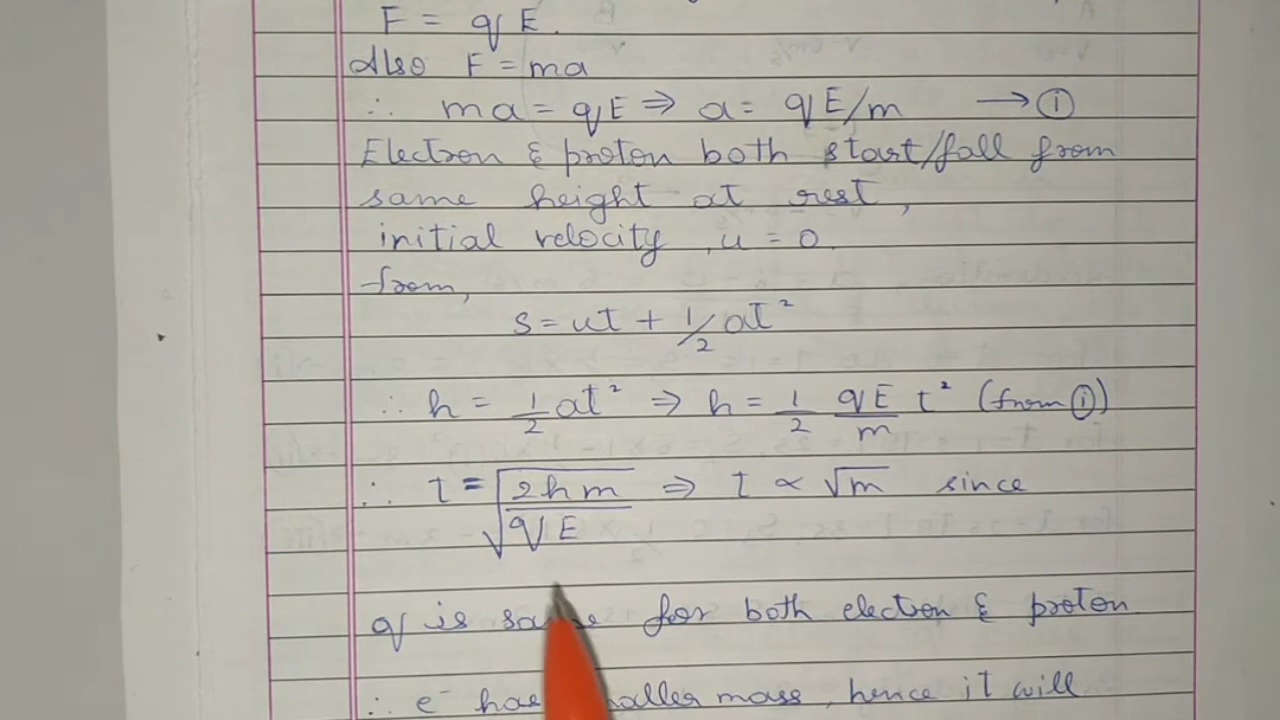 F = qE.
Also F = ma
∴ ma = qE ⇒ a = qE/m → ①
Electron & proton both start/fall from
same height at rest,
initial velocity, u = 0.
from,
s = ut + 1/2 at²
∴ h = 1/2 at² ⇒ h = 1/2 qE/m t² (from ①)
∴ t = √(2hm/qE) ⇒ t ∝ √m since
q is same for both electron & proton
∴ e⁻ has smaller mass, hence it will